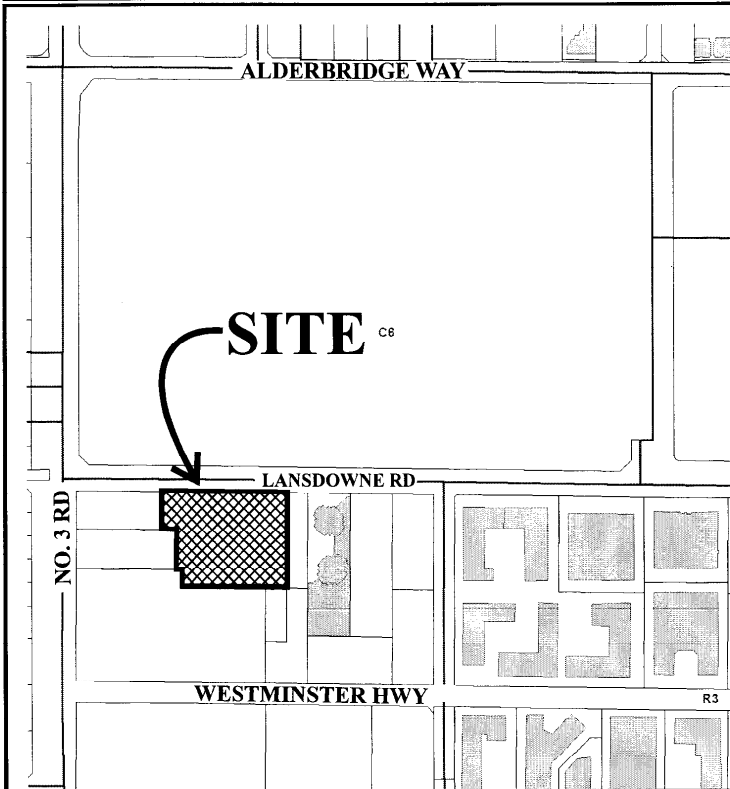 ALDERBRIDGE WAY
SITE
C6
LANSDOWNE RD
NO. 3 RD
WESTMINSTER HWY
R3